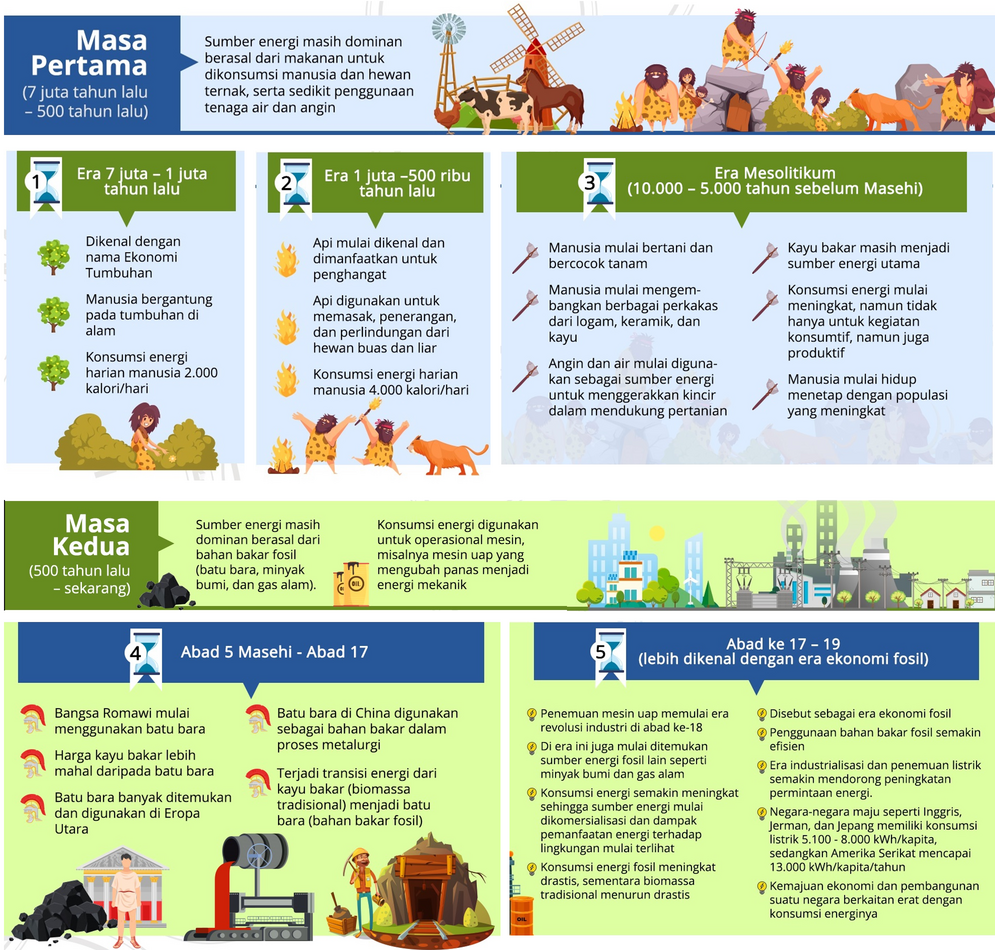 Masa
Pertama
(7 juta tahun lalu
– 500 tahun lalu)
Sumber energi masih dominan
berasal dari makanan untuk
dikonsumsi manusia dan hewan
ternak, serta sedikit penggunaan
tenaga air dan angin
1
Era 7 juta – 1 juta
tahun lalu
Dikenal dengan
nama Ekonomi
Tumbuhan
Manusia bergantung
pada tumbuhan di
alam
Konsumsi energi
harian manusia 2.000
kalori/hari
2
Era 1 juta –500 ribu
tahun lalu
Api mulai dikenal dan
dimanfaatkan untuk
penghangat
Api digunakan untuk
memasak, penerangan,
dan perlindungan dari
hewan buas dan liar
Konsumsi energi harian
manusia 4.000 kalori/hari
3
Era Mesolitikum
(10.000 – 5.000 tahun sebelum Masehi)
Manusia mulai bertani dan
bercocok tanam
Manusia mulai mengem-
bangkan berbagai perkakas
dari logam, keramik, dan
kayu
Angin dan air mulai diguna-
kan sebagai sumber energi
untuk menggerakkan kincir
dalam mendukung pertanian
Kayu bakar masih menjadi
sumber energi utama
Konsumsi energi mulai
meningkat, namun tidak
hanya untuk kegiatan
konsumtif, namun juga
produktif
Manusia mulai hidup
menetap dengan populasi
yang meningkat
Masa
Kedua
(500 tahun lalu
– sekarang)
Sumber energi masih
dominan berasal dari
bahan bakar fosil
(batu bara, minyak
bumi, dan gas alam).
OIL
Konsumsi energi digunakan
untuk operasional mesin,
misalnya mesin uap yang
mengubah panas menjadi
energi mekanik
4
Abad 5 Masehi - Abad 17
Bangsa Romawi mulai
menggunakan batu bara
Harga kayu bakar lebih
mahal daripada batu bara
Batu bara banyak ditemukan
dan digunakan di Eropa
Utara
Batu bara di China digunakan
sebagai bahan bakar dalam
proses metalurgi
Terjadi transisi energi dari
kayu bakar (biomassa
tradisional) menjadi batu
bara (bahan bakar fosil)
5
Abad ke 17 – 19
(lebih dikenal dengan era ekonomi fosil)
Penemuan mesin uap memulai era
revolusi industri di abad ke-18
Di era ini juga mulai ditemukan
sumber energi fosil lain seperti
minyak bumi dan gas alam
Konsumsi energi semakin meningkat
sehingga sumber energi mulai
dikomersialisasi dan dampak
pemanfaatan energi terhadap
lingkungan mulai terlihat
Konsumsi energi fosil meningkat
drastis, sementara biomassa
tradisional menurun drastis
OIL
Disebut sebagai era ekonomi fosil
Penggunaan bahan bakar fosil semakin
efisien
Era industrialisasi dan penemuan listrik
semakin mendorong peningkatan
permintaan energi.
Negara-negara maju seperti Inggris,
Jerman, dan Jepang memiliki konsumsi
listrik 5.100 - 8.000 kWh/kapita,
sedangkan Amerika Serikat mencapai
13.000 kWh/kapita/tahun
Kemajuan ekonomi dan pembangunan
suatu negara berkaitan erat dengan
konsumsi energinya